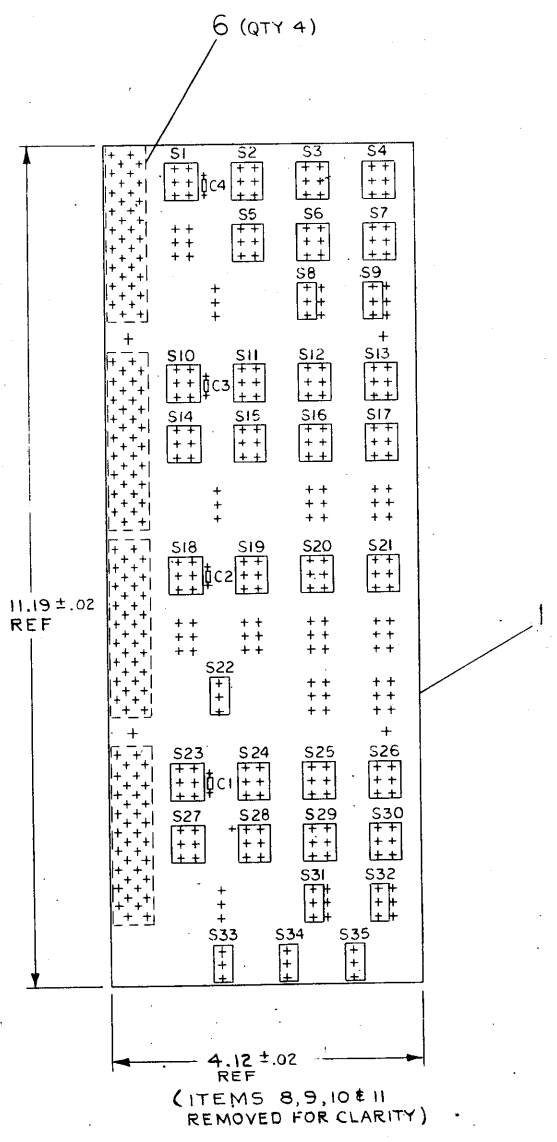 6 (QTY 4)
S1 S2 S3 S4
C4
S5 S6 S7
S8 S9
S10 S11 S12 S13
C3
S14 S15 S16 S17
S18 S19 S20 S21
C2
11.19 ±.02
REF
1
S22
S23 S24 S25 S26
C1
S27 S28 S29 S30
S31 S32
S33 S34 S35
4.12 ±.02
REF
(ITEMS 8,9,10 & 11
REMOVED FOR CLARITY)